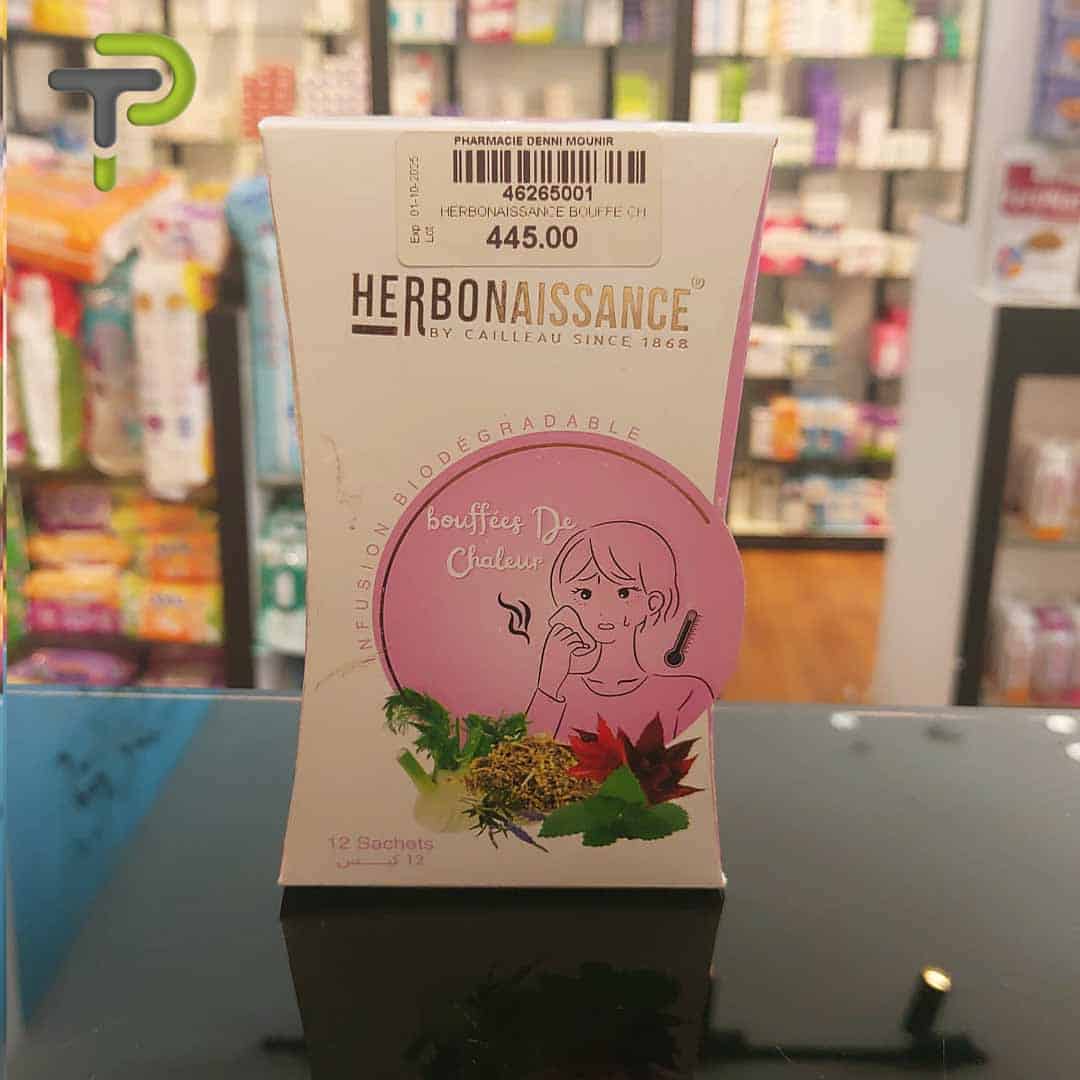 PHARMACIE DENNI MOUNIR
46265001
HERBONAISSANCE BOUFFE CH
445.00
Exp 01-10-2025
Lot
HERBONAISSANCE®
BY CAILLEAU SINCE 1868
INFUSION BIODÉGRADABLE
bouffées De
Chaleur
12 Sachets
12 كيس